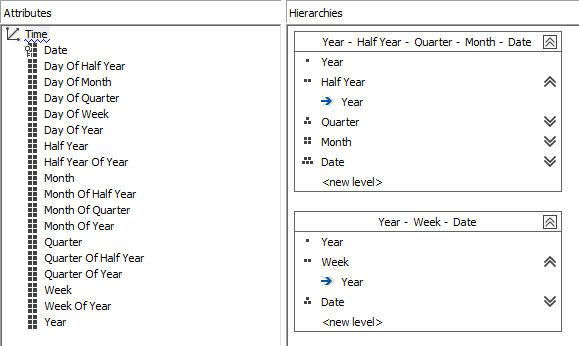 Attributes
Time
Date
Day Of Half Year
Day Of Month
Day Of Quarter
Day Of Week
Day Of Year
Half Year
Half Year Of Year
Month
Month Of Half Year
Month Of Quarter
Month Of Year
Quarter
Quarter Of Half Year
Quarter Of Year
Week
Week Of Year
Year
Hierarchies
Year - Half Year - Quarter - Month - Date
Year
Half Year
Year
Quarter
Month
Date
<new level>
Year - Week - Date
Year
Week
Year
Date
<new level>